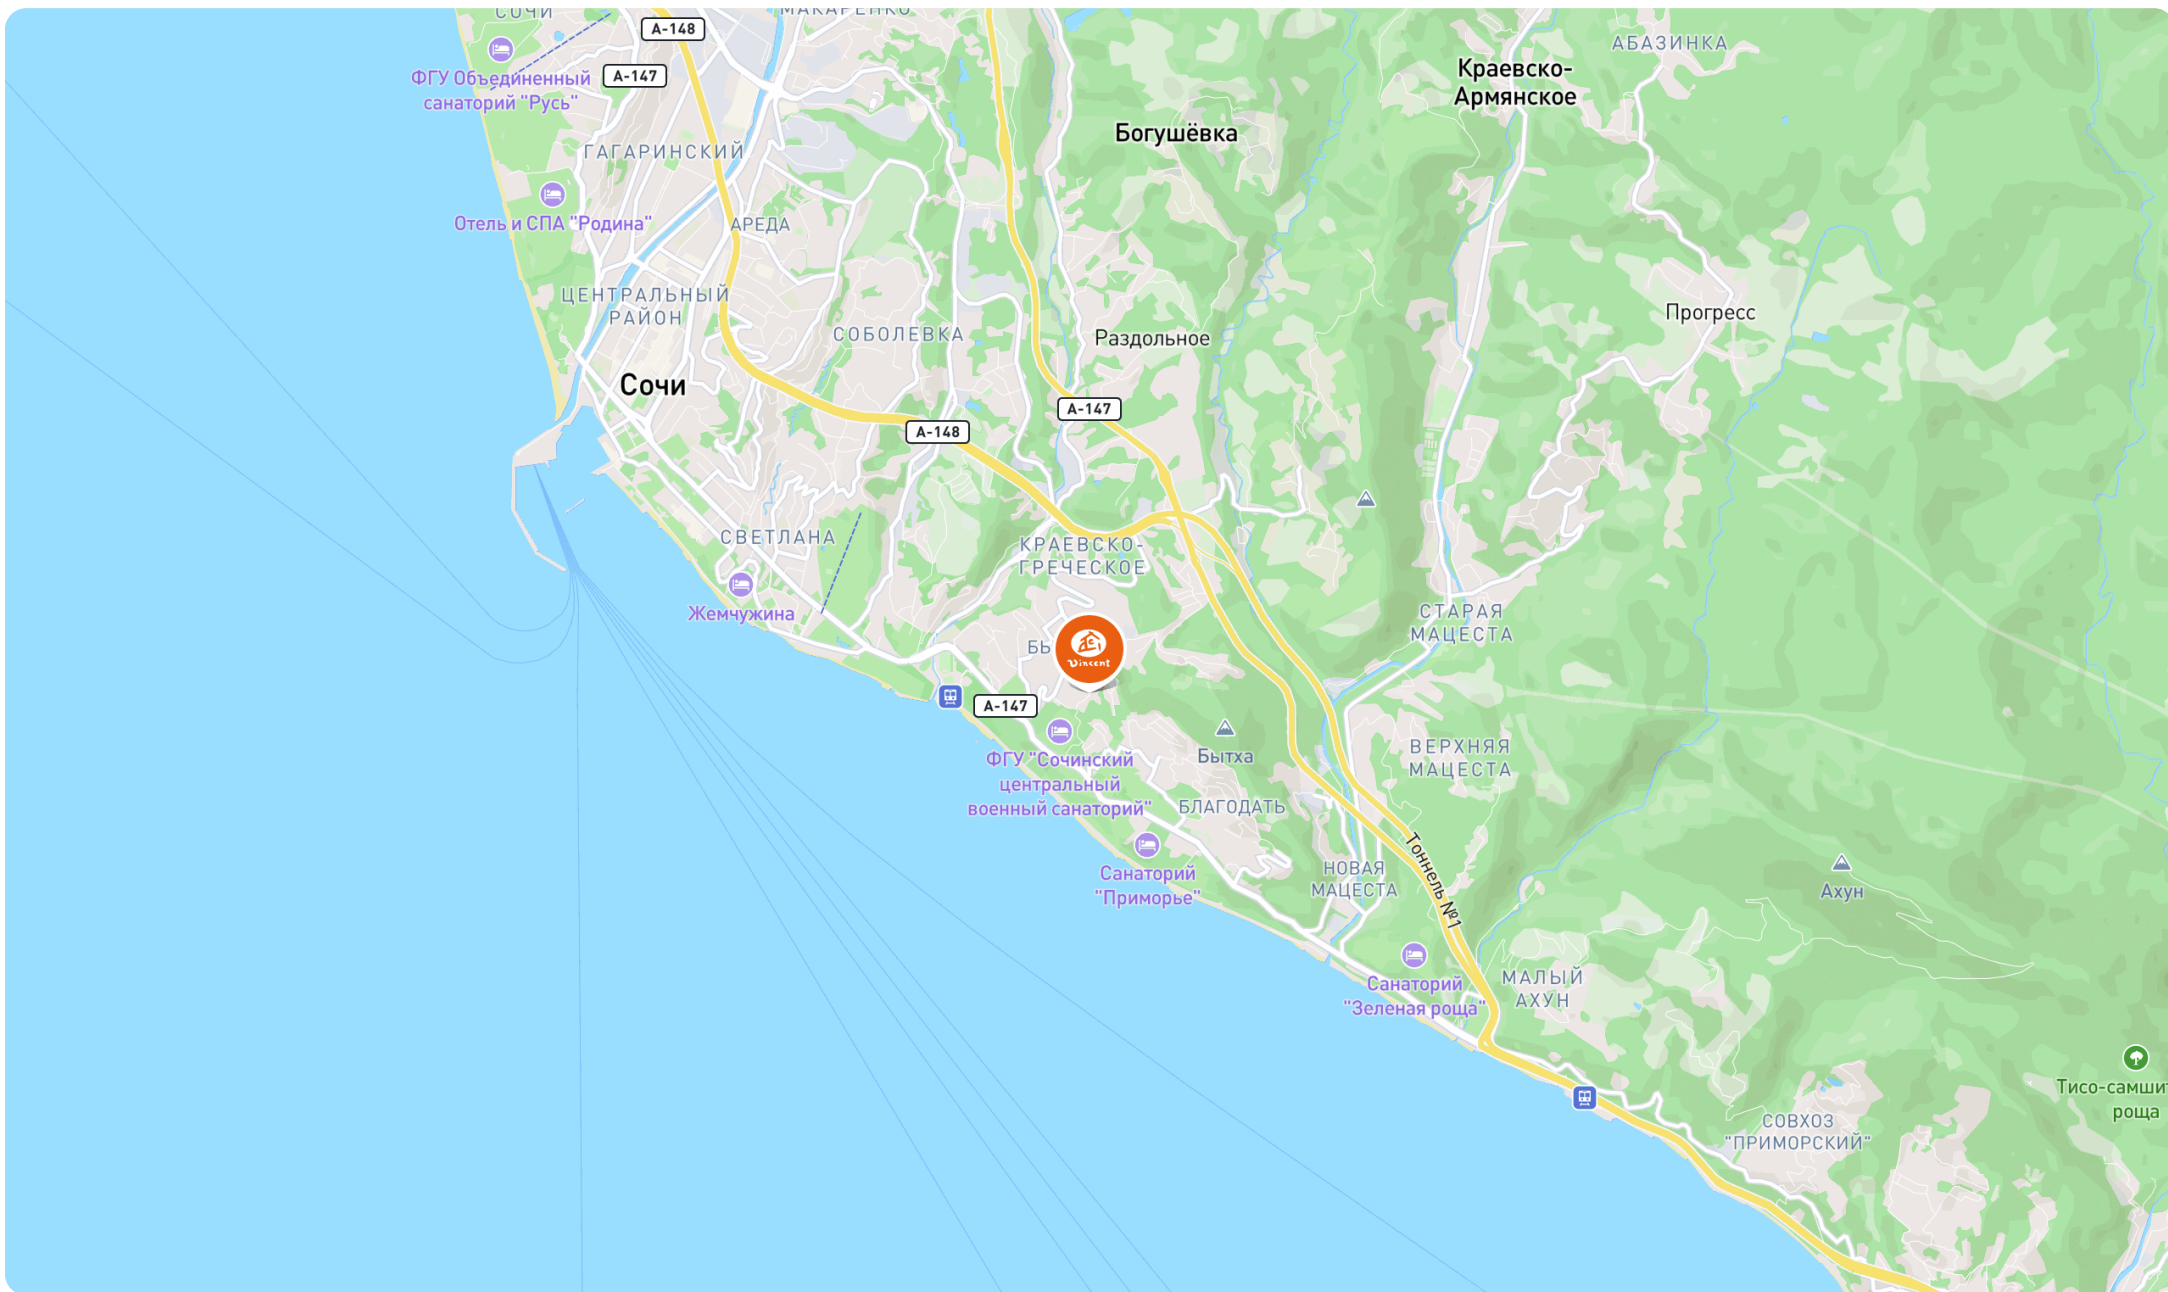 СОЧИ
МАКАРЕНКО
А-148
А-147
ФГУ Объединенный
санаторий "Русь"
АБАЗИНКА
Краевско-
Армянское
Богушёвка
ГАГАРИНСКИЙ
Отель и СПА "Родина"
АРЕДА
ЦЕНТРАЛЬНЫЙ
РАЙОН
СОБОЛЕВКА
Раздольное
Прогресс
Сочи
А-147
А-148
СВЕТЛАНА
КРАЕВСКО-
ГРЕЧЕСКОЕ
Жемчужина
СТАРАЯ
МАЦЕСТА
БЫ
Vincent
А-147
ФГУ "Сочинский
центральный
военный санаторий"
Бытха
ВЕРХНЯЯ
МАЦЕСТА
БЛАГОДАТЬ
Тоннель №1
Санаторий
"Приморье"
НОВАЯ
МАЦЕСТА
Ахун
Санаторий
"Зеленая роща"
МАЛЫЙ
АХУН
Тисо-самшит
роща
СОВХОЗ
"ПРИМОРСКИЙ"